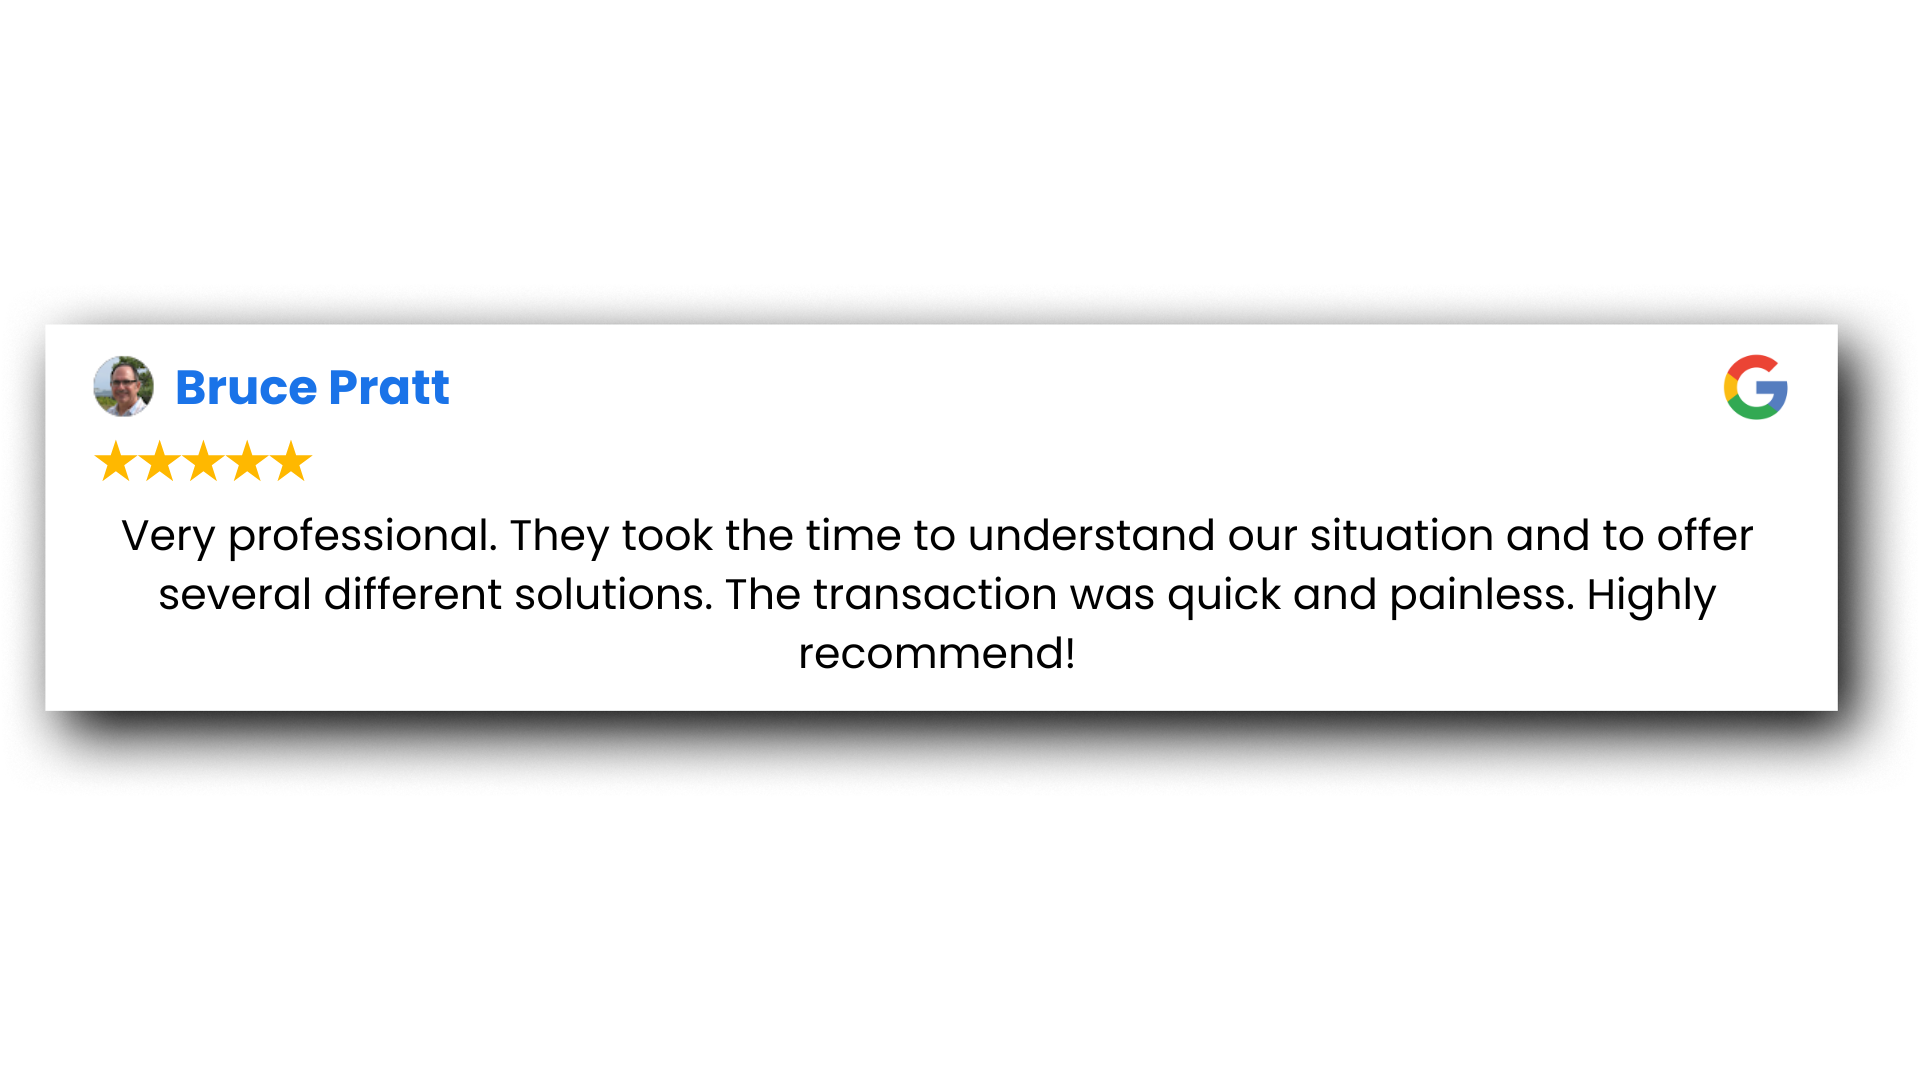 Bruce Pratt
Very professional. They took the time to understand our situation and to offer
several different solutions. The transaction was quick and painless. Highly
recommend!